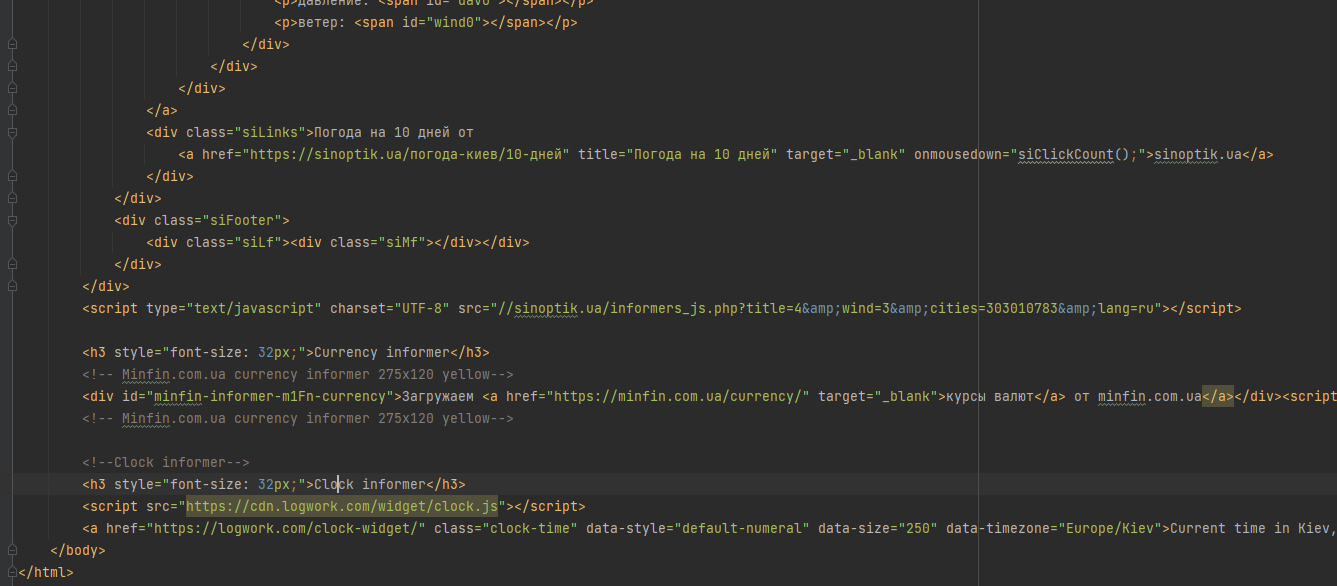 <p>давление: <span id="davo"></span></p>
<p>ветер: <span id="wind0"></span></p>
</div>
</div>
</div>
</a>
<div class="siLinks">Погода на 10 дней от
<a href="https://sinoptik.ua/погода-киев/10-дней" title="Погода на 10 дней" target="_blank" onmousedown="siClickCount();">sinoptik.ua</a>
</div>
</div>
<div class="siFooter">
<div class="siLf"><div class="siMf"></div></div>
</div>
</div>
<script type="text/javascript" charset="UTF-8" src="//sinoptik.ua/informers_js.php?title=4&amp;wind=3&amp;cities=303010783&amp;lang=ru"></script>
<h3 style="font-size: 32px;">Currency informer</h3>
<!-- Minfin.com.ua currency informer 275x120 yellow-->
<div id="minfin-informer-m1Fn-currency">Загружаем <a href="https://minfin.com.ua/currency/" target="_blank">курсы валют</a> от minfin.com.ua</a></div><script
<!-- Minfin.com.ua currency informer 275x120 yellow-->
<!--Clock informer-->
<h3 style="font-size: 32px;">Clock informer</h3>
<script src="https://cdn.logwork.com/widget/clock.js"></script>
<a href="https://logwork.com/clock-widget/" class="clock-time" data-style="default-numeral" data-size="250" data-timezone="Europe/Kiev">Current time in Kiev,
</body>
</html>